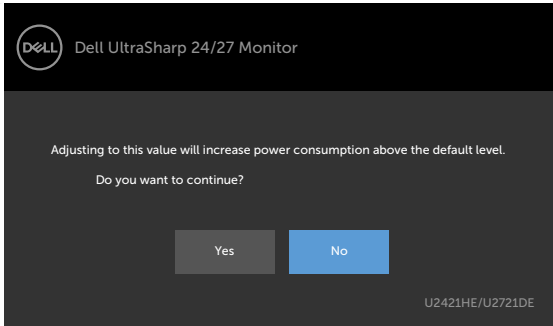 DELL
Dell UltraSharp 24/27 Monitor
Adjusting to this value will increase power consumption above the default level.
Do you want to continue?
Yes
No
U2421HE/U2721DE